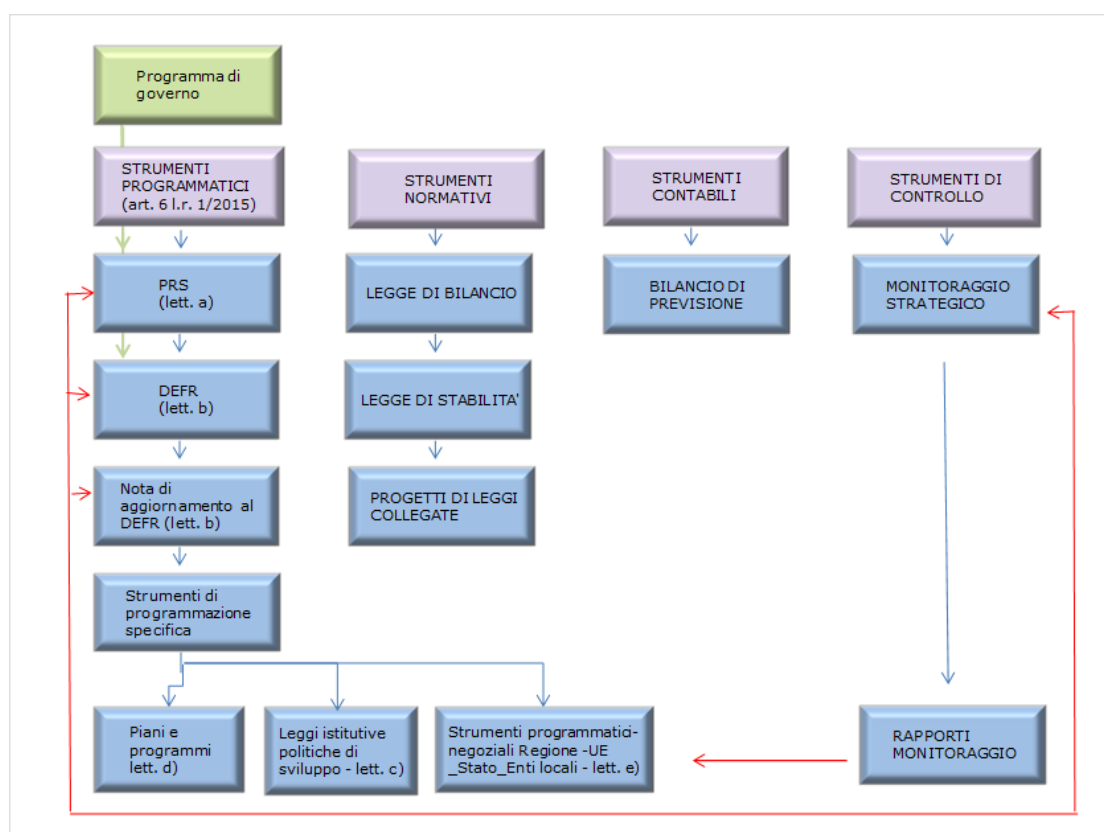 Programma di
governo
STRUMENTI
PROGRAMMATICI
(art. 6 l.r. 1/2015)
STRUMENTI
NORMATIVI
STRUMENTI
CONTABILI
STRUMENTI DI
CONTROLLO
PRS
(lett. a)
LEGGE DI BILANCIO
BILANCIO DI
PREVISIONE
MONITORAGGIO
STRATEGICO
DEFR
(lett. b)
LEGGE DI STABILITA'
Nota di
aggiornamento al
DEFR (lett. b)
PROGETTI DI LEGGI
COLLEGATE
Strumenti di
programmazione
specifica
Piani e
programmi
lett. d)
Leggi istitutive
politiche di
sviluppo - lett. c)
Strumenti programmatici-
negoziali Regione -UE
_Stato_Enti locali - lett. e)
RAPPORTI
MONITORAGGIO